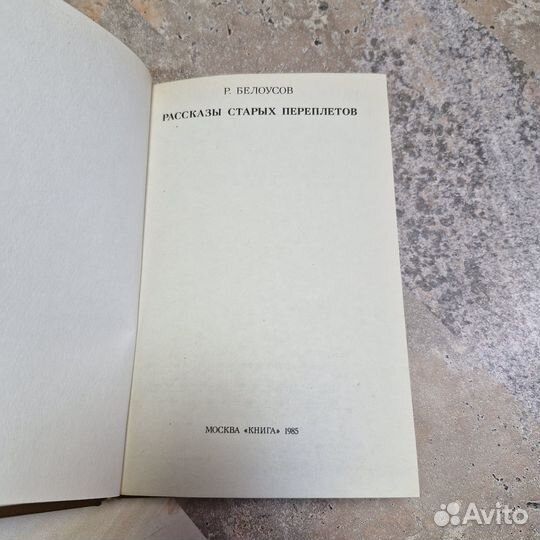 Р. БЕЛОУСОВ
РАССКАЗЫ СТАРЫХ ПЕРЕПЛЕТОВ
МОСКВА «КНИГА» 1985
Avito